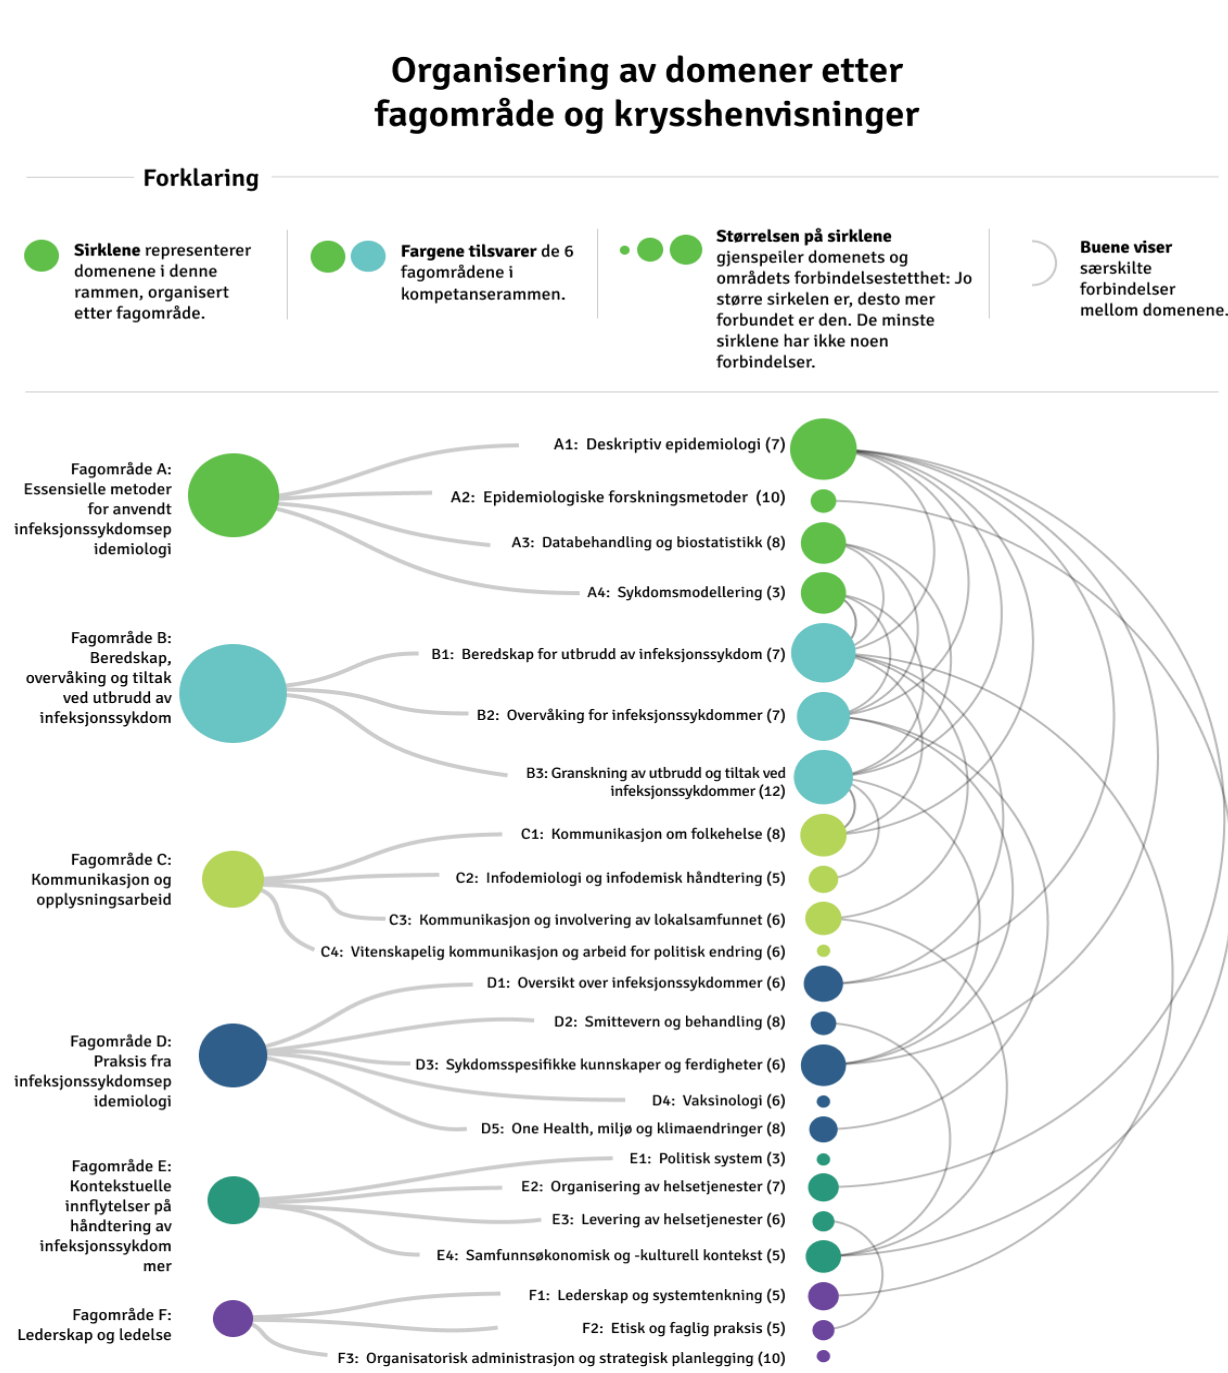 Organisering av domener etter
fagområde og krysshenvisninger
Forklaring
Sirklene representerer
domenene i denne
rammen, organisert
etter fagområde.
Fargene tilsvarer de 6
fagområdene i
kompetanserammen.
Størrelsen på sirklene
gjenspeiler domenets og
områdets forbindelsestetthet: Jo
større sirkelen er, desto mer
forbundet er den. De minste
sirklene har ikke noen
forbindelser.
Buene viser
særskilte
forbindelser
mellom domenene.
Fagområde A:
Essensielle metoder
for anvendt
infeksjonssykdomsep
idemiologi
A1: Deskriptiv epidemiologi (7)
A2: Epidemiologiske forskningsmetoder (10)
A3: Databehandling og biostatistikk (8)
A4: Sykdomsmodellering (3)
Fagområde B:
Beredskap,
overvåking og tiltak
ved utbrudd av
infeksjonssykdom
B1: Beredskap for utbrudd av infeksjonssykdom (7)
B2: Overvåking for infeksjonssykdommer (7)
B3: Granskning av utbrudd og tiltak ved
infeksjonssykdommer (12)
Fagområde C:
Kommunikasjon og
opplysningsarbeid
C1: Kommunikasjon om folkehelse (8)
C2: Infodemiologi og infodemisk håndtering (5)
C3: Kommunikasjon og involvering av lokalsamfunnet (6)
C4: Vitenskapelig kommunikasjon og arbeid for politisk endring (6)
Fagområde D:
Praksis fra
infeksjonssykdomsep
idemiologi
D1: Oversikt over infeksjonssykdommer (6)
D2: Smittevern og behandling (8)
D3: Sykdomsspesifikke kunnskaper og ferdigheter (6)
D4: Vaksinologi (6)
D5: One Health, miljø og klimaendringer (8)
Fagområde E:
Kontekstuelle
innflytelser på
håndtering av
infeksjonssykdom
mer
E1: Politisk system (3)
E2: Organisering av helsetjenester (7)
E3: Levering av helsetjenester (6)
E4: Samfunnsøkonomisk og -kulturell kontekst (5)
Fagområde F:
Lederskap og ledelse
F1: Lederskap og systemtenkning (5)
F2: Etisk og faglig praksis (5)
F3: Organisatorisk administrasjon og strategisk planlegging (10)